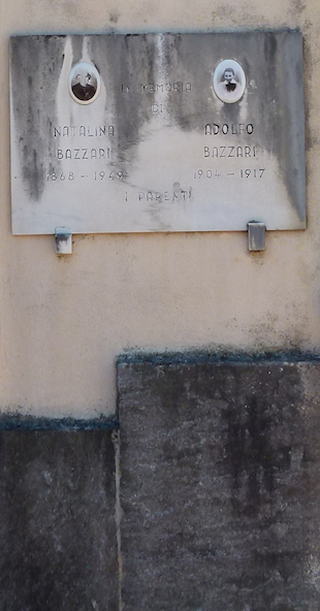 IN MEMORIA
DI
NATALINA
BAZZARI
1868 - 1949
ADOLFO
BAZZARI
1904 - 1917
I PARENTI